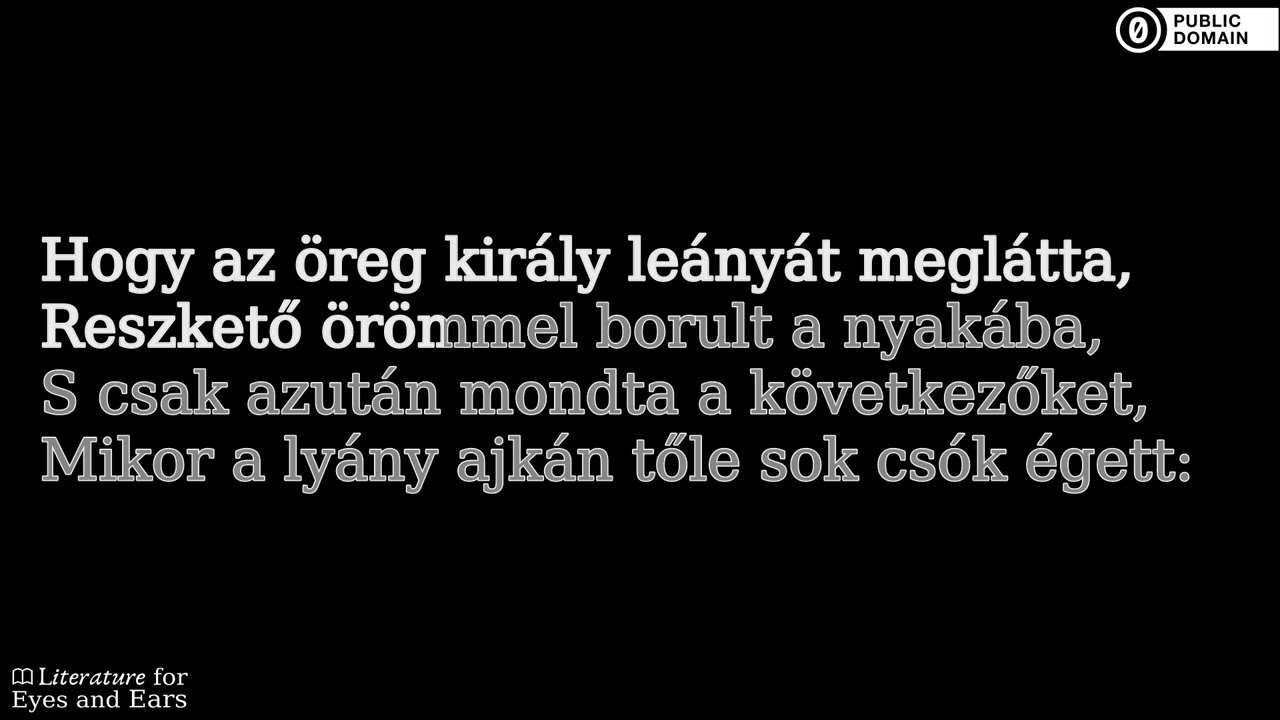 PUBLIC
DOMAIN
Hogy az öreg király leányát meglátta,
Reszkető örömmel borult a nyakába,
S csak azután mondta a következőket,
Mikor a lyány ajkán tőle sok csók égett:
Literature for
Eyes and Ears